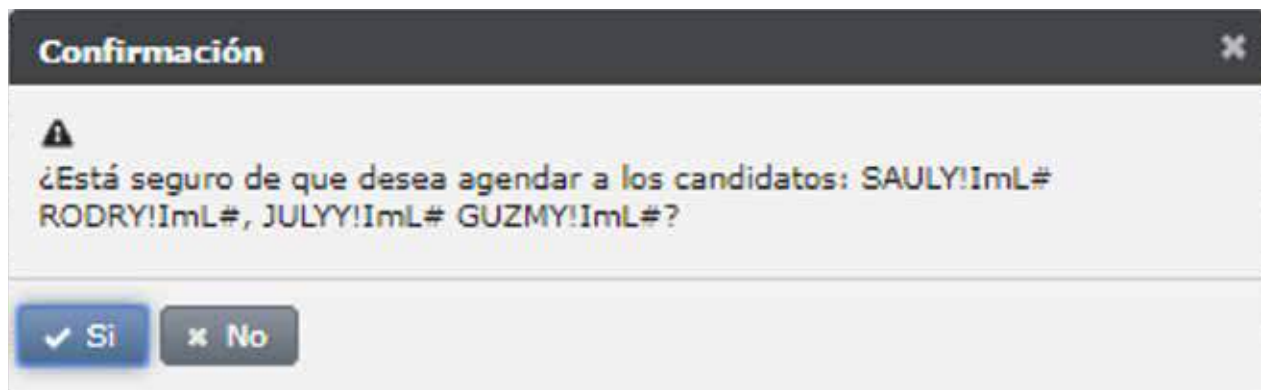 Confirmación
¿Está seguro de que desea agendar a los candidatos: SAULY!ImL#
RODRY!ImL#, JULYY!ImL# GUZMY!ImL#?
Si
No